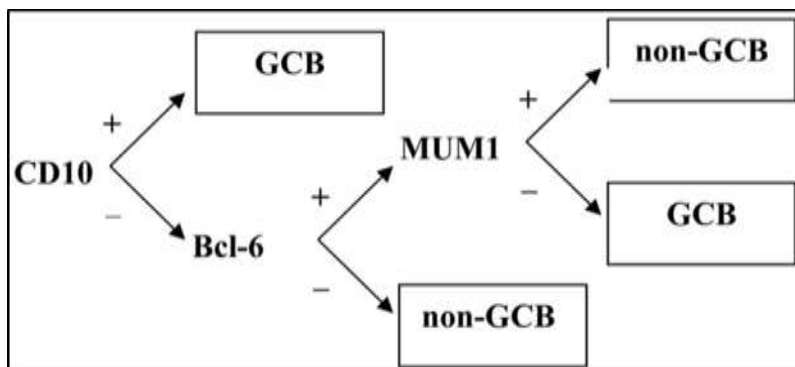 GCB
non-GCB
+
+
CD10
MUM1
–
+
–
GCB
Bcl-6
–
non-GCB